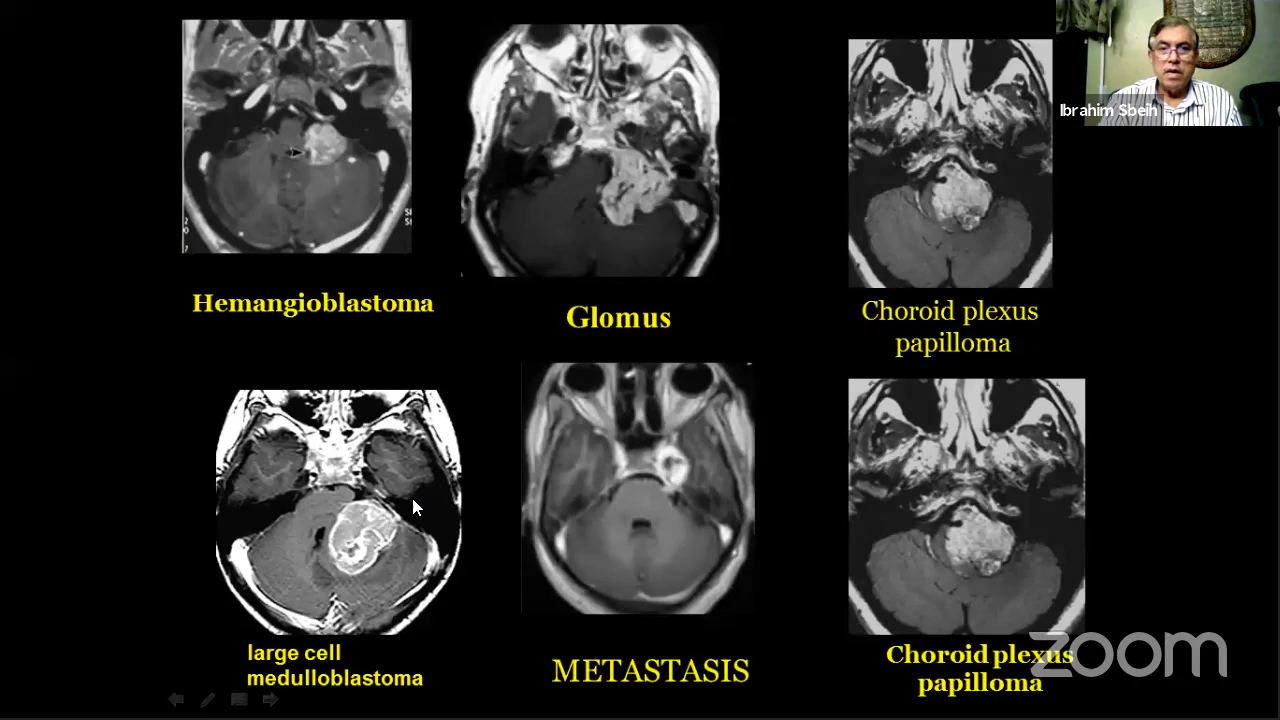 Ibrahim Sbeih
Hemangioblastoma
Glomus
Choroid plexus
papilloma
large cell
medulloblastoma
METASTASIS
Choroid plexus
papilloma
zoom